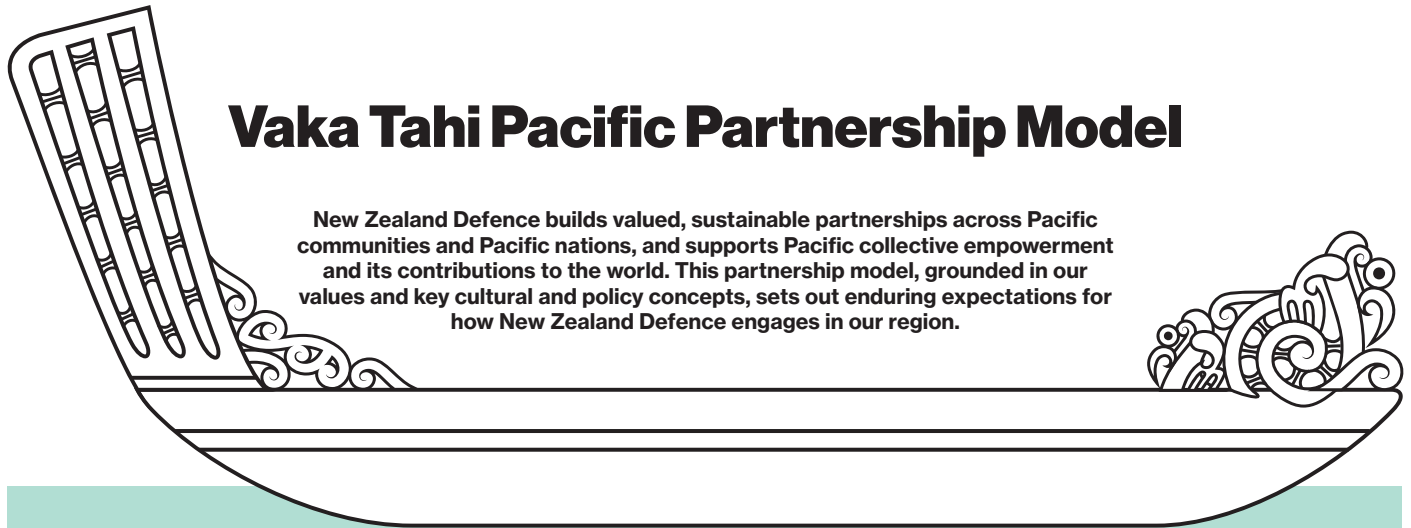 Vaka Tahi Pacific Partnership Model
New Zealand Defence builds valued, sustainable partnerships across Pacific
communities and Pacific nations, and supports Pacific collective empowerment
and its contributions to the world. This partnership model, grounded in our
values and key cultural and policy concepts, sets out enduring expectations for
how New Zealand Defence engages in our region.